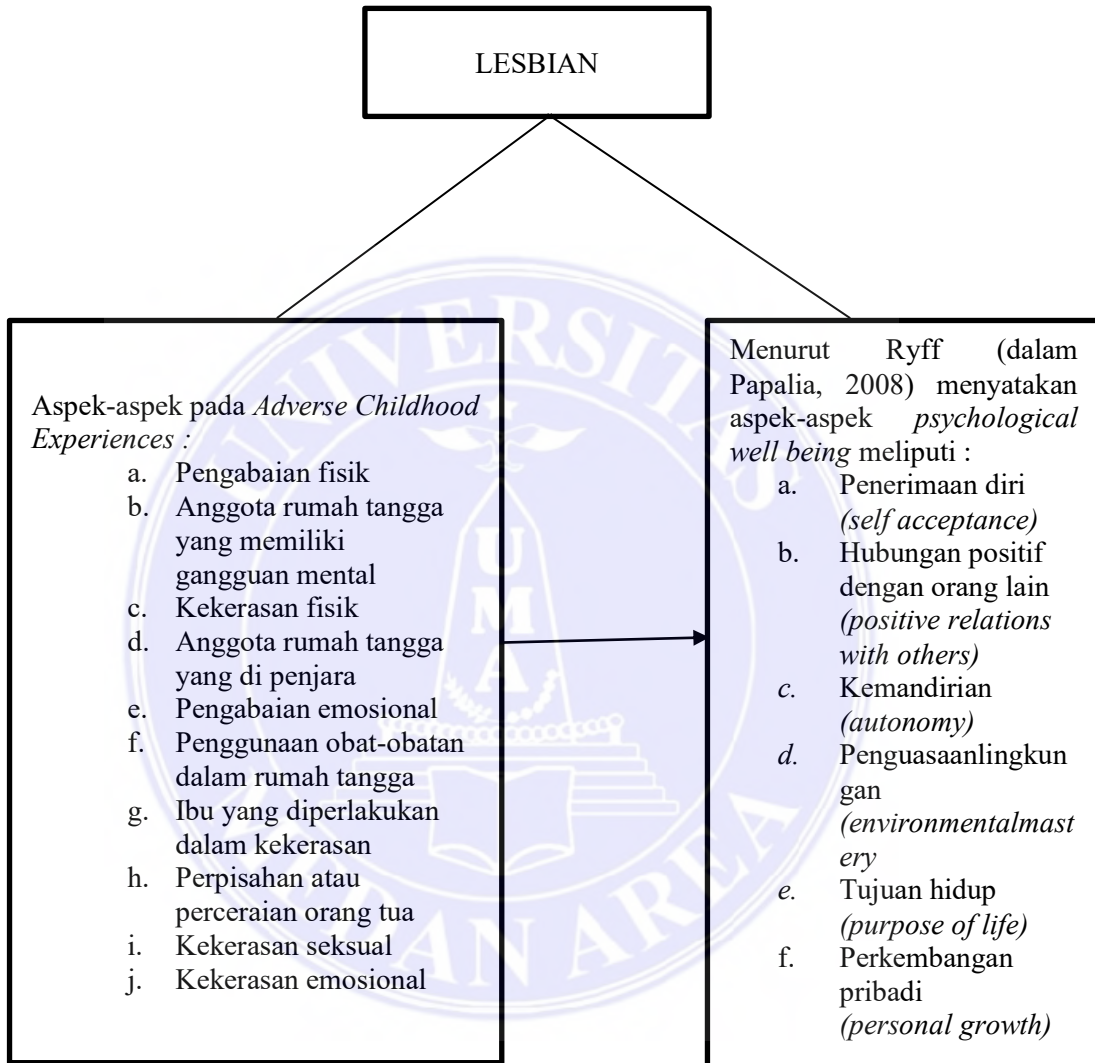 LESBIAN
Aspek-aspek pada Adverse Childhood
Experiences :
a. Pengabaian fisik
b. Anggota rumah tangga
yang memiliki
gangguan mental
c. Kekerasan fisik
d. Anggota rumah tangga
yang di penjara
e. Pengabaian emosional
f. Penggunaan obat-obatan
dalam rumah tangga
g. Ibu yang diperlakukan
dalam kekerasan
h. Perpisahan atau
perceraian orang tua
i. Kekerasan seksual
j. Kekerasan emosional
Menurut Ryff (dalam
Papalia, 2008) menyatakan
aspek-aspek psychological
well being meliputi :
a. Penerimaan diri
(self acceptance)
b. Hubungan positif
dengan orang lain
(positive relations
with others)
c. Kemandirian
(autonomy)
d. Penguasaanlingkun
gan
(environmentalmast
ery
e. Tujuan hidup
(purpose of life)
f. Perkembangan
pribadi
(personal growth)
UNIVERSITAS
UMA
MEDAN AREA